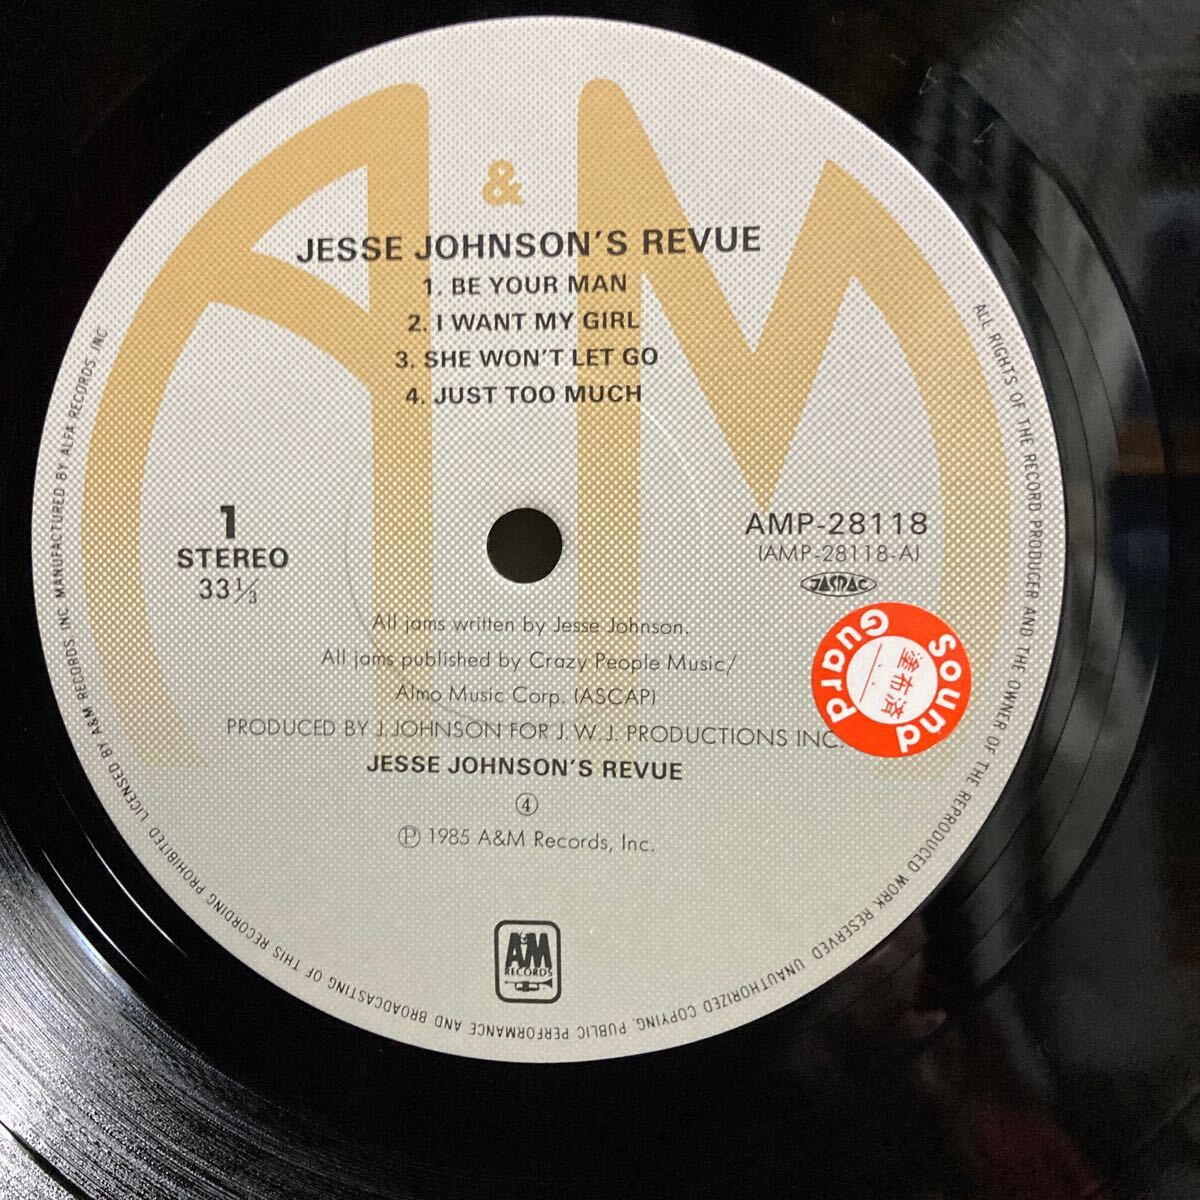 A & M
JESSE JOHNSON'S REVUE
1. BE YOUR MAN
2. I WANT MY GIRL
3. SHE WON'T LET GO
4. JUST TOO MUCH
1
STEREO
33 1/3
AMP-28118
(AMP-28118-A)
JASRAC
Sound Guard
塗布済
All jams written by Jesse Johnson.
All jams published by Crazy People Music/
Almo Music Corp. (ASCAP)
PRODUCED BY J. JOHNSON FOR J. W. J. PRODUCTIONS INC.
JESSE JOHNSON'S REVUE
④
Ⓟ 1985 A&M Records, Inc.
A&M
RECORDS
ALL RIGHTS OF THE RECORD PRODUCER AND THE OWNER OF THE REPRODUCED WORK RESERVED. UNAUTHORIZED COPYING, PUBLIC PERFORMANCE AND BROADCASTING OF THIS RECORDING PROHIBITED. LICENSED BY A&M RECORDS, INC. MANUFACTURED BY ALFA RECORDS INC